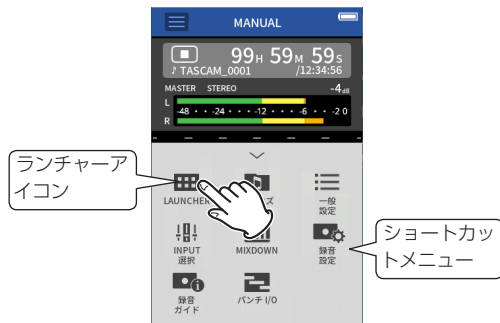 MANUAL
99H 59M 59S
♪ TASCAM_0001 /12:34:56
MASTER STEREO -4dB
L
-48 ・ ・ -24 ・ ・ -12 ・ ・ -6 ・ ・ -2 0
R
ランチャーア
イコン
LAUNCHER
ズ
一般
設定
INPUT
選択
MIXDOWN
録音
設定
ショートカッ
トメニュー
録音
ガイド
パンチ I/O